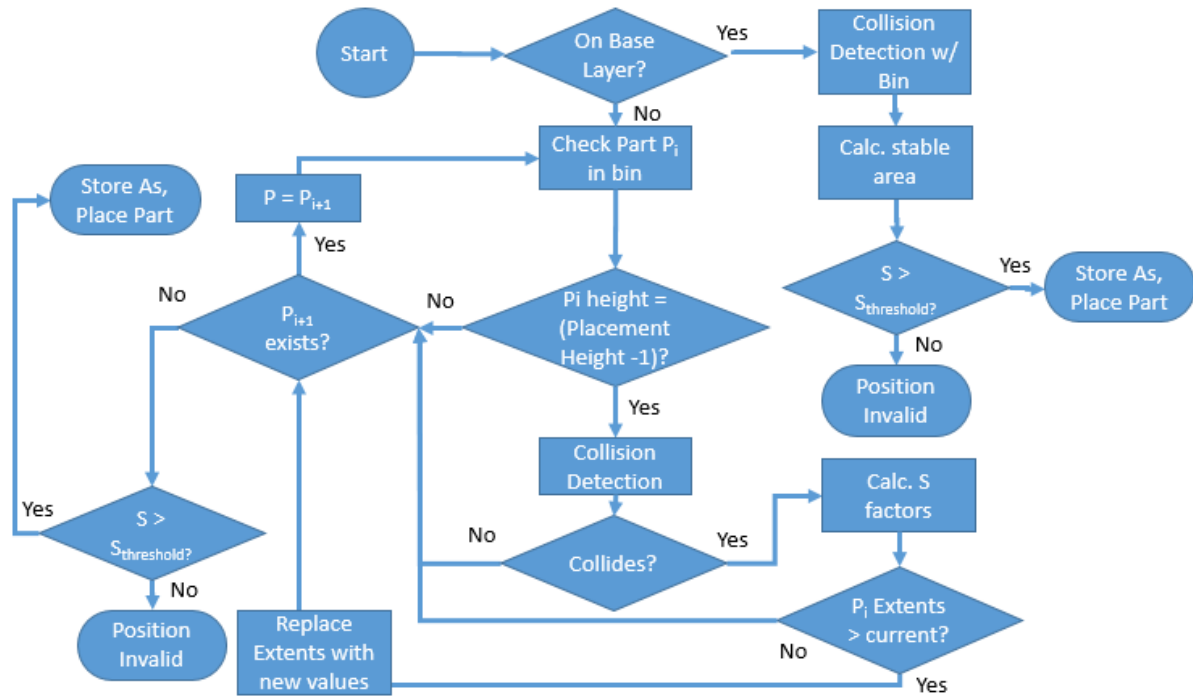 Start
On Base
Layer?
Yes
Collision
Detection w/
Bin
No
Check Part Pᵢ
in bin
Calc. stable
area
Store As,
Place Part
P = Pᵢ₊₁
Yes
No
Pᵢ₊₁
exists?
No
Pi height =
(Placement
Height -1)?
S >
Sthreshold?
Yes
Store As,
Place Part
No
Position
Invalid
Yes
Collision
Detection
Calc. S
factors
Yes
S >
Sthreshold?
No
Collides?
Yes
No
Position
Invalid
Replace
Extents with
new values
Pᵢ Extents
> current?
No
Yes